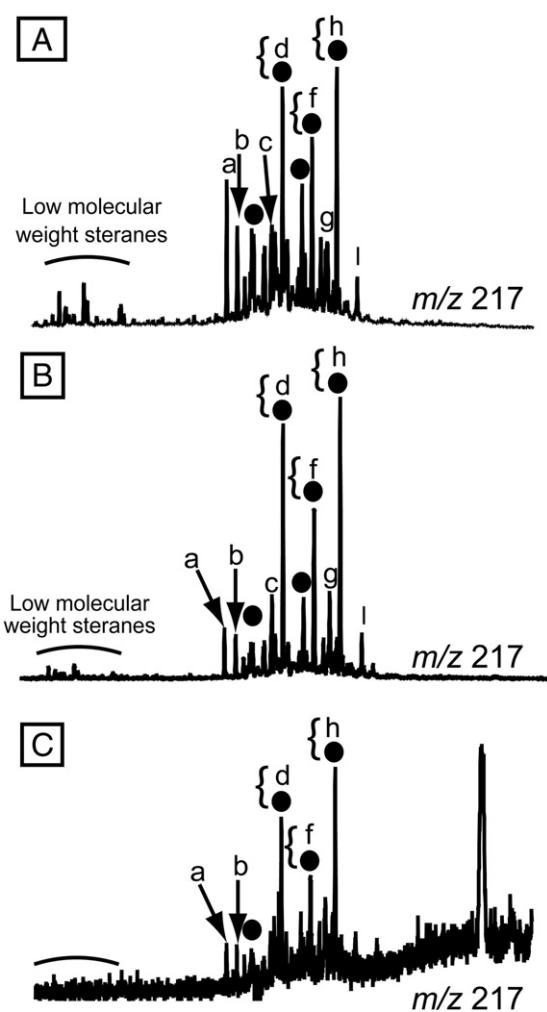 A
{ h
{ d
{ f
b
c
a
Low molecular
weight steranes
g
l
m/z 217
B
{ h
{ d
{ f
a
b
c
g
Low molecular
weight steranes
l
m/z 217
C
{ h
{ d
{ f
a
b
m/z 217